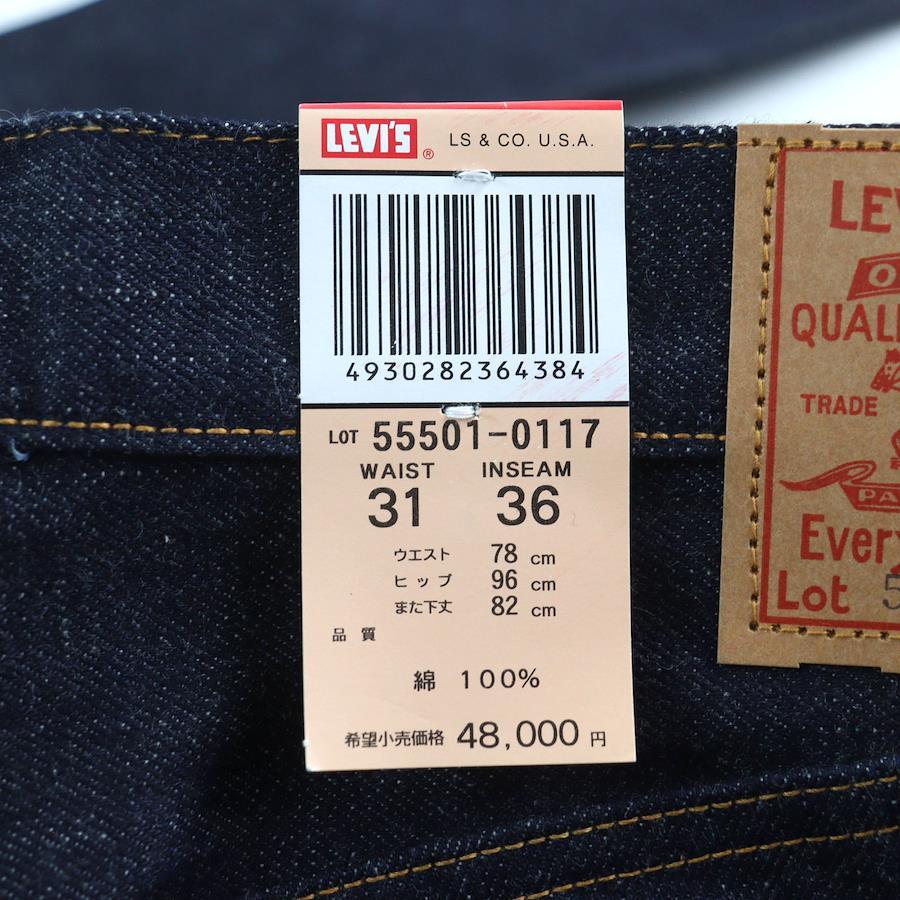 LEVI'S® LS & CO. U.S.A.
4930282364384
LOT 55501-0117
WAIST INSEAM
31 36
ウエスト 78 cm
ヒップ 96 cm
また下丈 82 cm
品質
綿 100%
希望小売価格 48,000 円
LEV
O
QUAL
TRADE
PA
Every
Lot 5